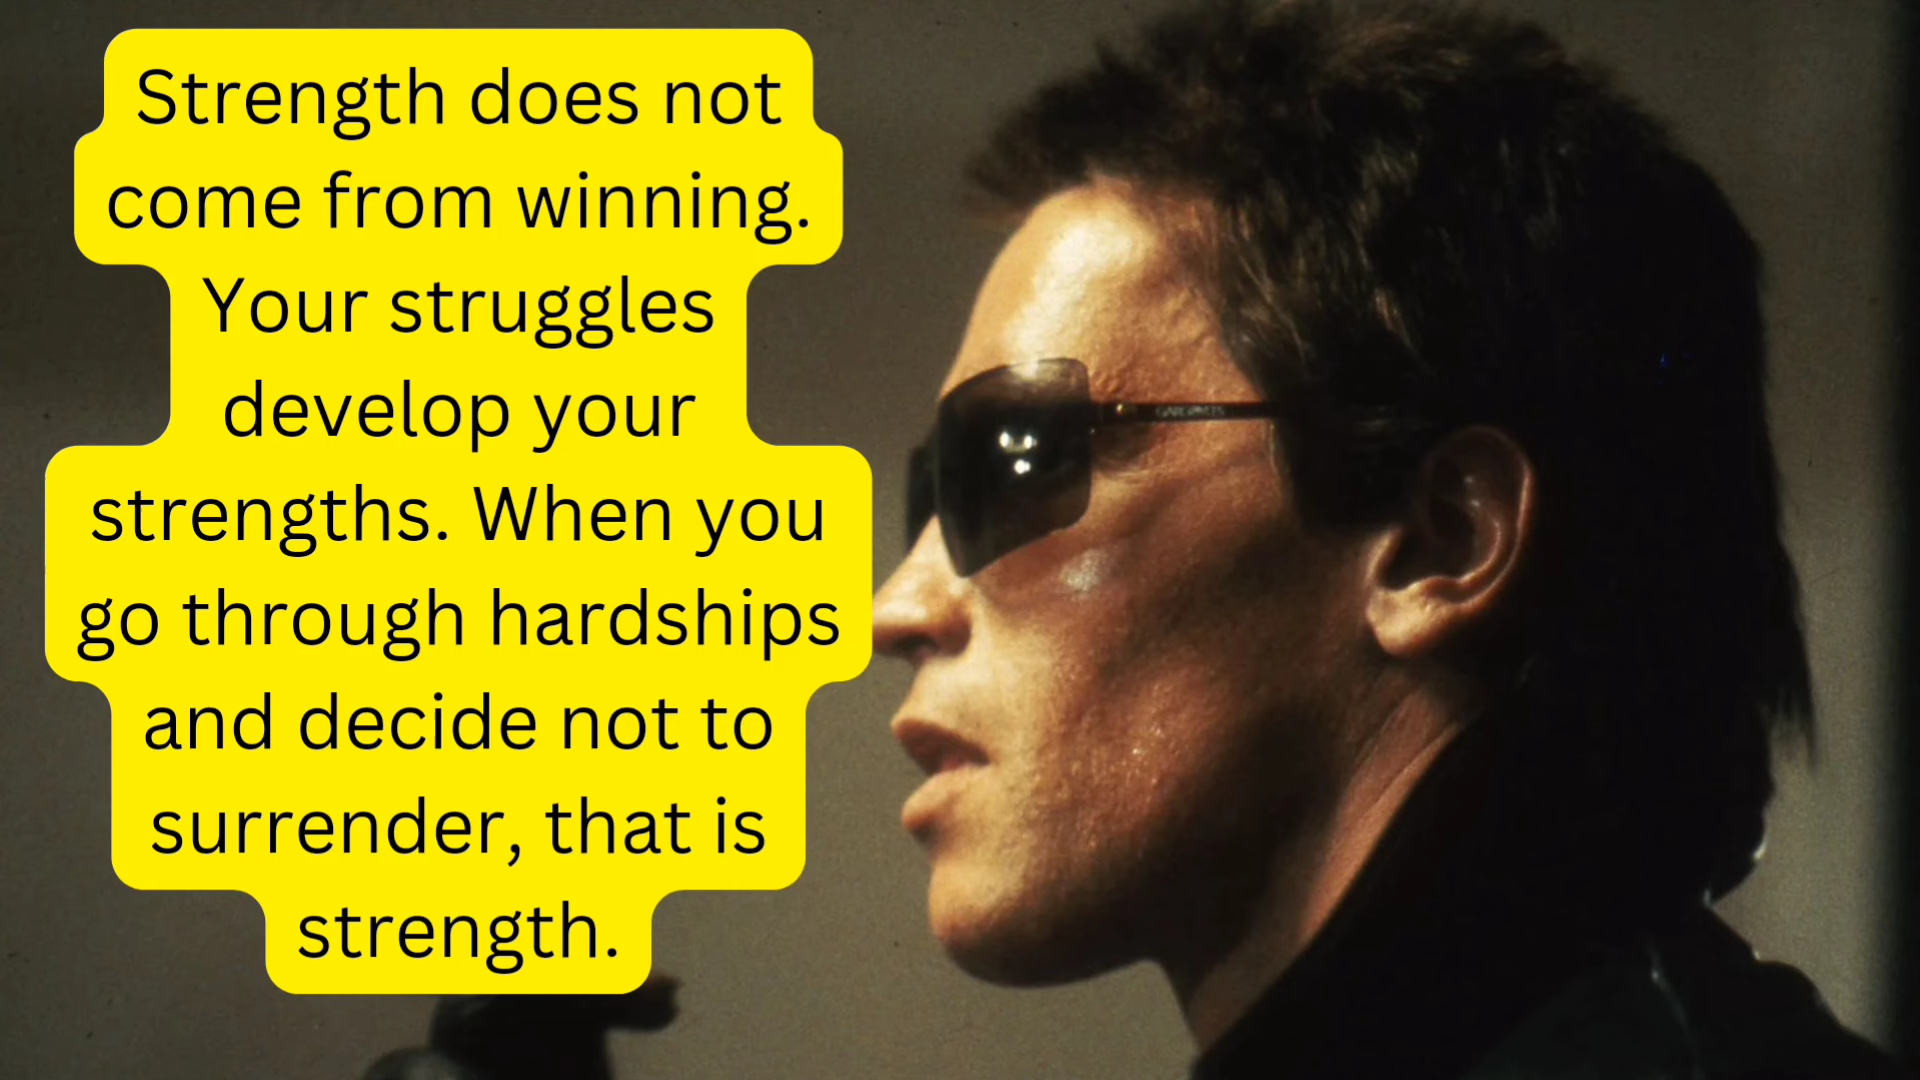 Strength does not
come from winning.
Your struggles
develop your
strengths. When you
go through hardships
and decide not to
surrender, that is
strength.